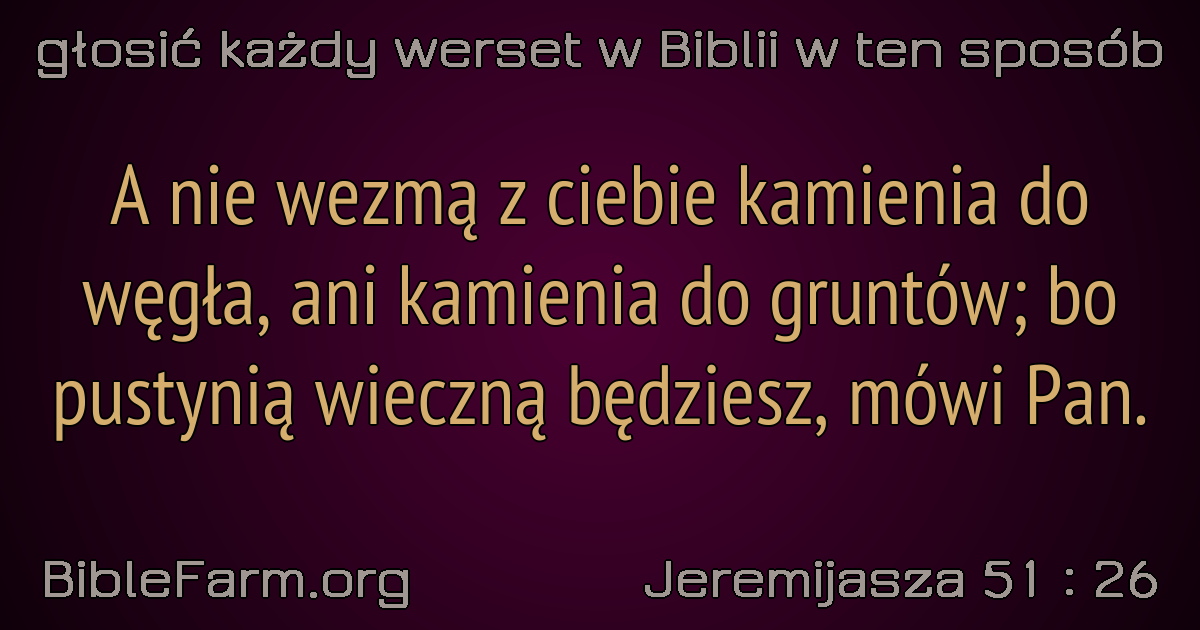 głosić każdy werset w Biblii w ten sposób
A nie wezmą z ciebie kamienia do
węgła, ani kamienia do gruntów; bo
pustynią wieczną będziesz, mówi Pan.
BibleFarm.org
Jeremijasza 51 : 26